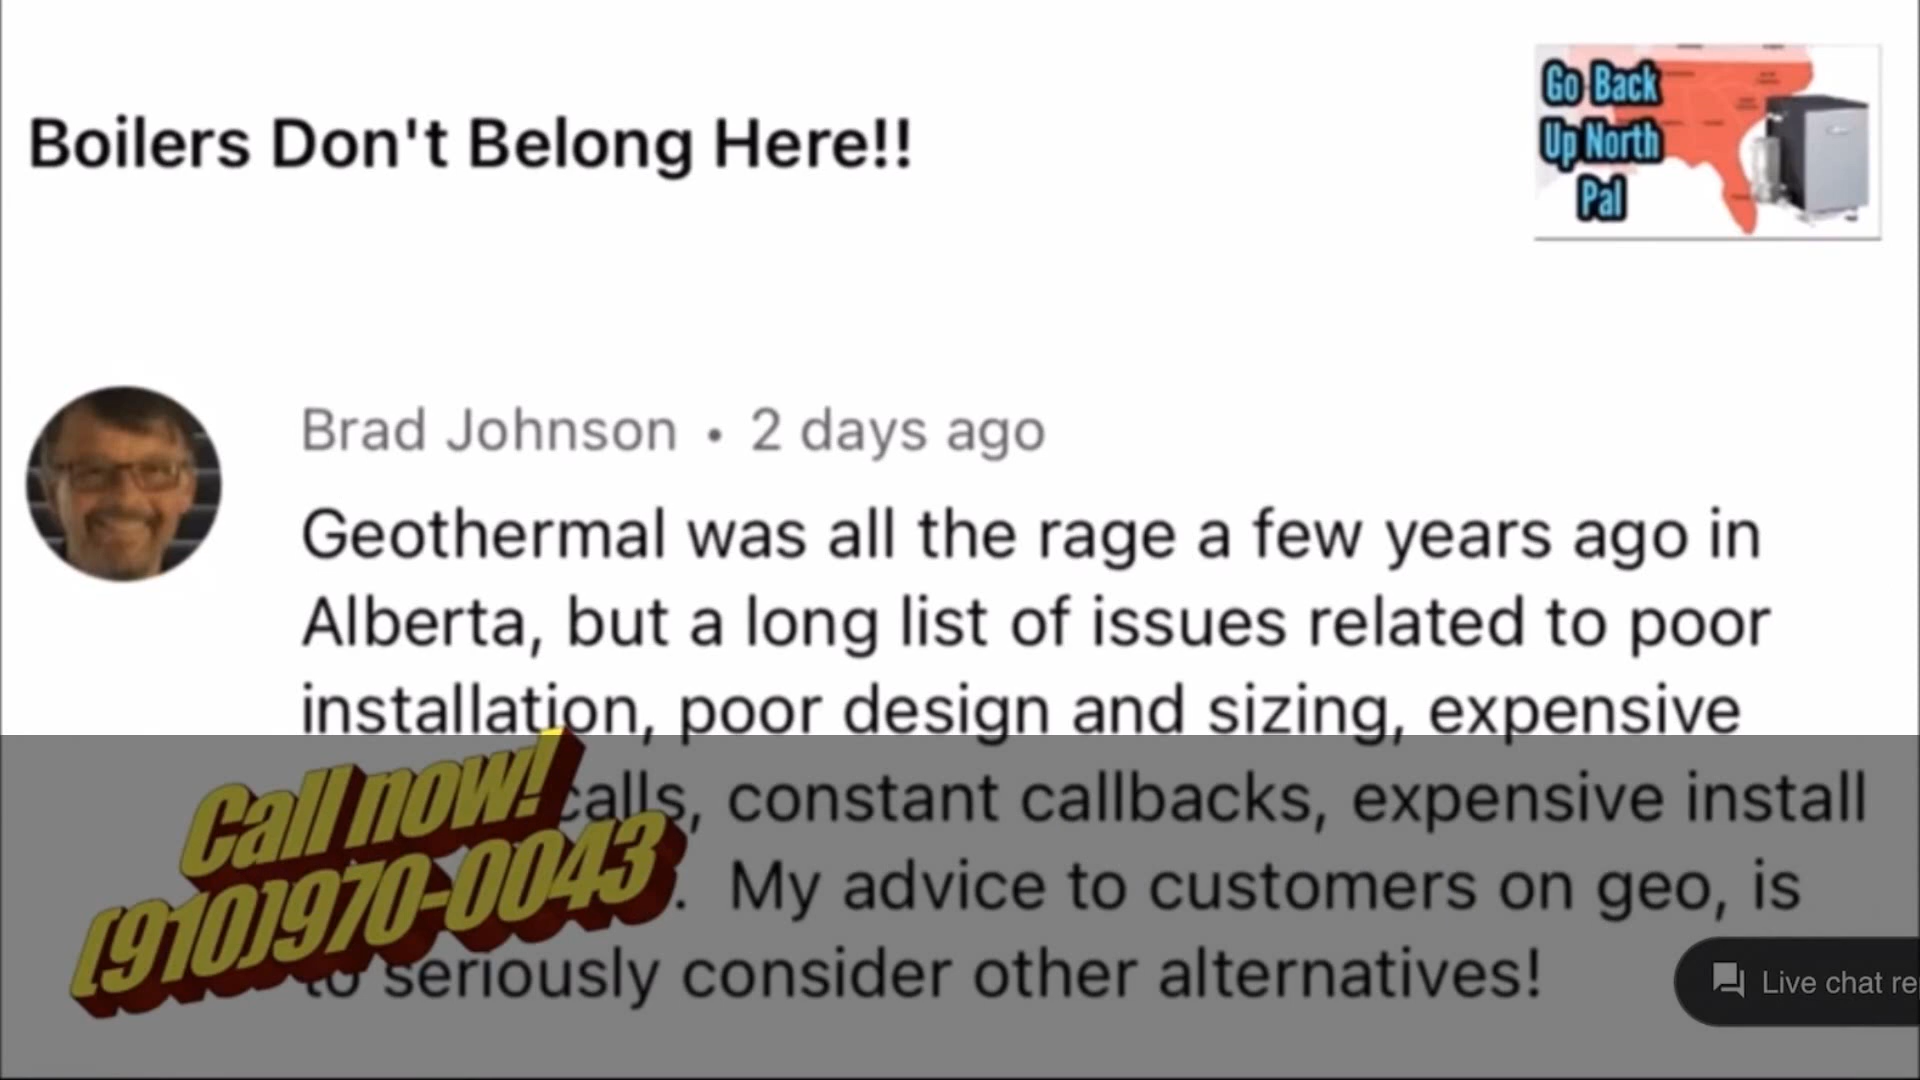 Boilers Don't Belong Here!!
Go Back
Up North
Pal
Brad Johnson • 2 days ago
Geothermal was all the rage a few years ago in
Alberta, but a long list of issues related to poor
installation, poor design and sizing, expensive
calls, constant callbacks, expensive install
. My advice to customers on geo, is
to seriously consider other alternatives!
Call now!
(910)970-0043
Live chat re